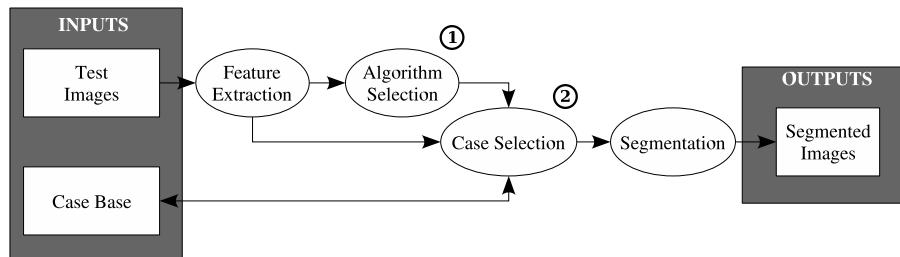 INPUTS
Test
Images
Feature
Extraction
1
Algorithm
Selection
2
Case Selection
Segmentation
OUTPUTS
Segmented
Images
Case Base